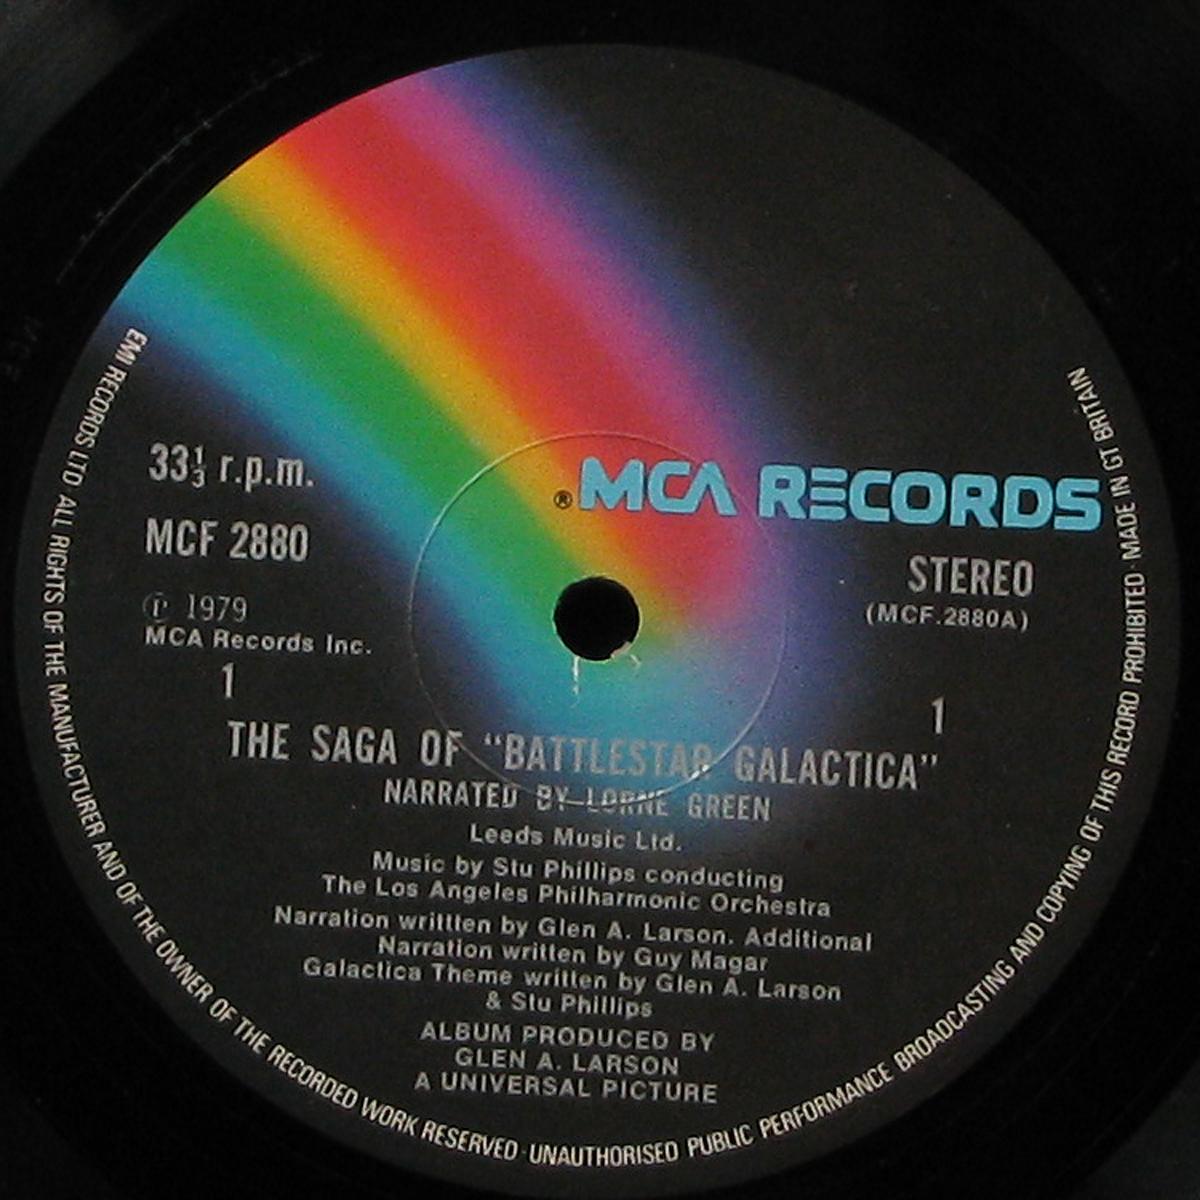 ® MCA RECORDS
33⅓ r.p.m.
MCF 2880
STEREO
(MCF.2880A)
℗ 1979
MCA Records Inc.
1
1
THE SAGA OF “BATTLESTAR GALACTICA”
NARRATED BY LORNE GREEN
Leeds Music Ltd.
Music by Stu Phillips conducting
The Los Angeles Philharmonic Orchestra
Narration writtten by Glen A. Larson. Additional
Narration written by Guy Magar
Galactica Theme written by Glen A. Larson
& Stu Phillips
ALBUM PRODUCED BY
GLEN A. LARSON
A UNIVERSAL PICTURE
EMI RECORDS LTD ALL RIGHTS OF THE MANUFACTURER AND OF THE OWNER OF THE RECORDED WORK RESERVED · UNAUTHORISED PUBLIC PERFORMANCE BROADCASTING AND COPYING OF THIS RECORD PROHIBITED · MADE IN GT BRITAIN